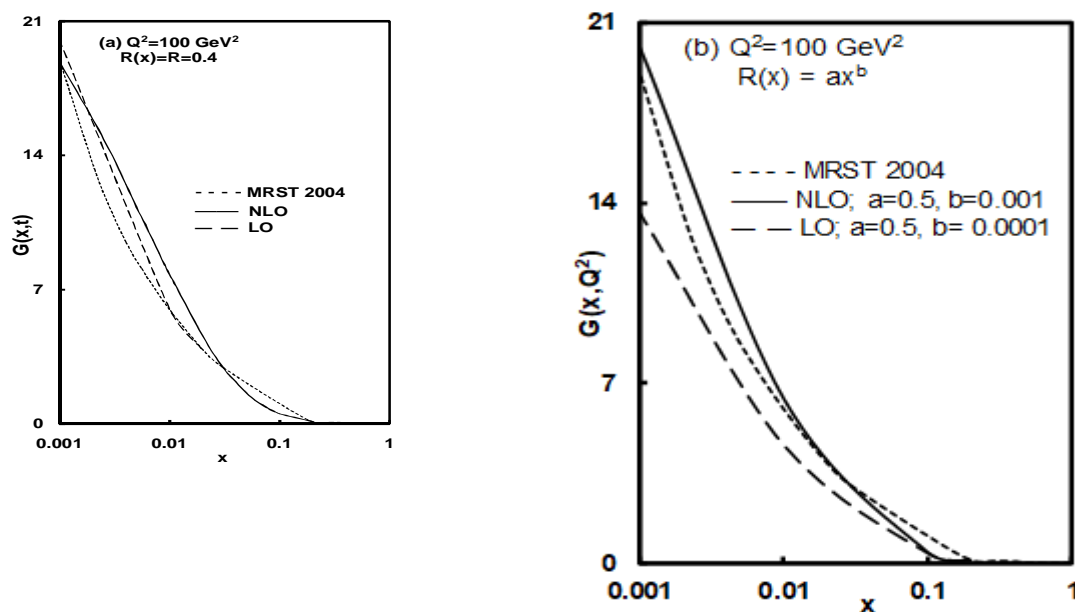 21
14
7
0
G(x,t)
(a) Q²=100 GeV²
R(x)=R=0.4
MRST 2004
NLO
LO
0.001 0.01 0.1 1
x
21
14
7
0
G(x,Q²)
(b) Q²=100 GeV²
R(x) = axᵇ
MRST 2004
NLO; a=0.5, b=0.001
LO; a=0.5, b= 0.0001
0.001 0.01 0.1 1
x